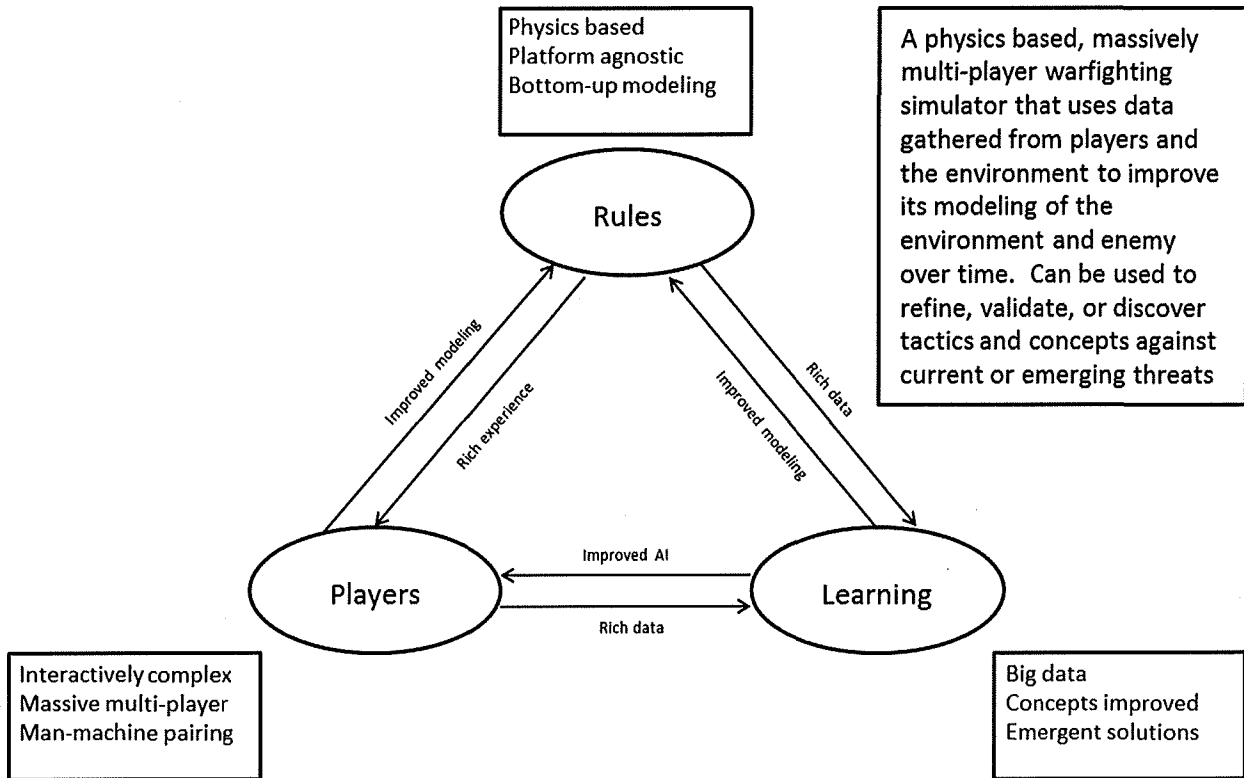 Physics based
Platform agnostic
Bottom-up modeling
A physics based, massively
multi-player warfighting
simulator that uses data
gathered from players and
the environment to improve
its modeling of the
environment and enemy
over time.  Can be used to
refine, validate, or discover
tactics and concepts against
current or emerging threats
Rules
Improved modeling
Rich experience
Improved modeling
Rich data
Players
Improved AI
Rich data
Learning
Interactively complex
Massive multi-player
Man-machine pairing
Big data
Concepts improved
Emergent solutions